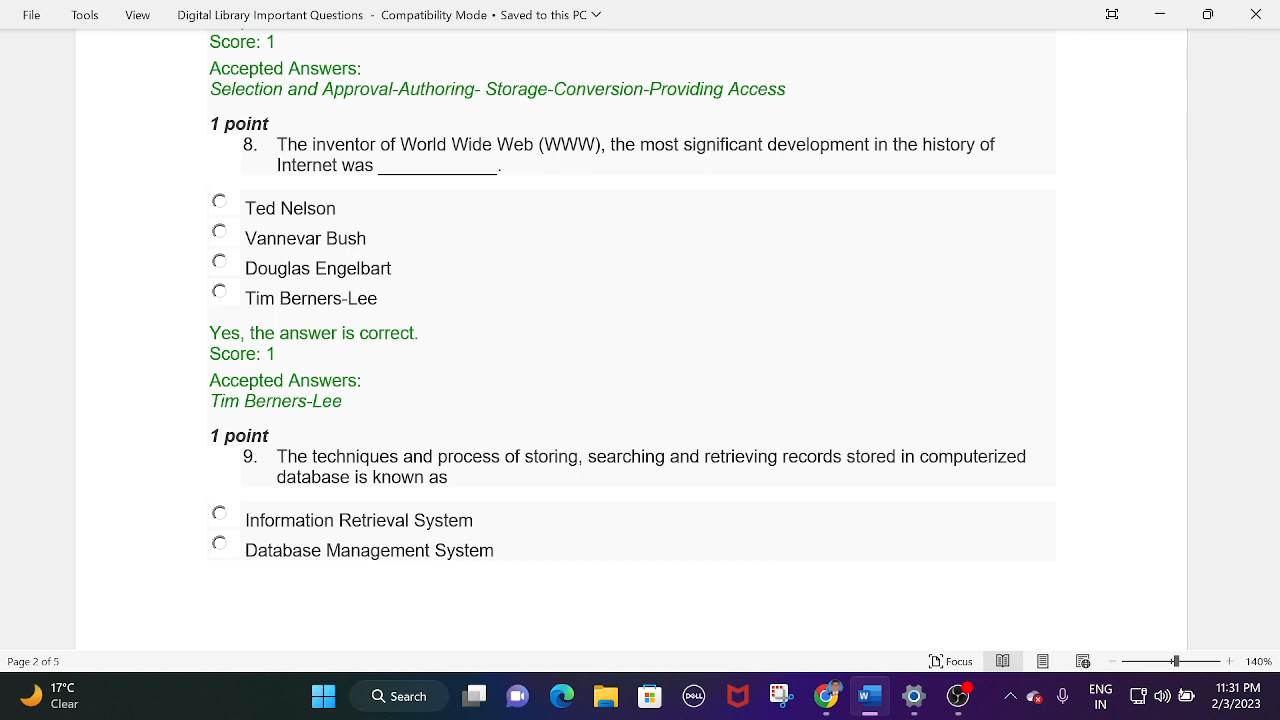 File Tools View Digital Library Important Questions - Compatibility Mode • Saved to this PC
Score: 1
Accepted Answers:
Selection and Approval-Authoring- Storage-Conversion-Providing Access
1 point
8. The inventor of World Wide Web (WWW), the most significant development in the history of
Internet was ____________.
Ted Nelson
Vannevar Bush
Douglas Engelbart
Tim Berners-Lee
Yes, the answer is correct.
Score: 1
Accepted Answers:
Tim Berners-Lee
1 point
9. The techniques and process of storing, searching and retrieving records stored in computerized
database is known as
Information Retrieval System
Database Management System
Page 2 of 5 Focus 140%
17°C
Clear
Search
DELL
W
ENG
IN
11:31 PM
2/3/2023